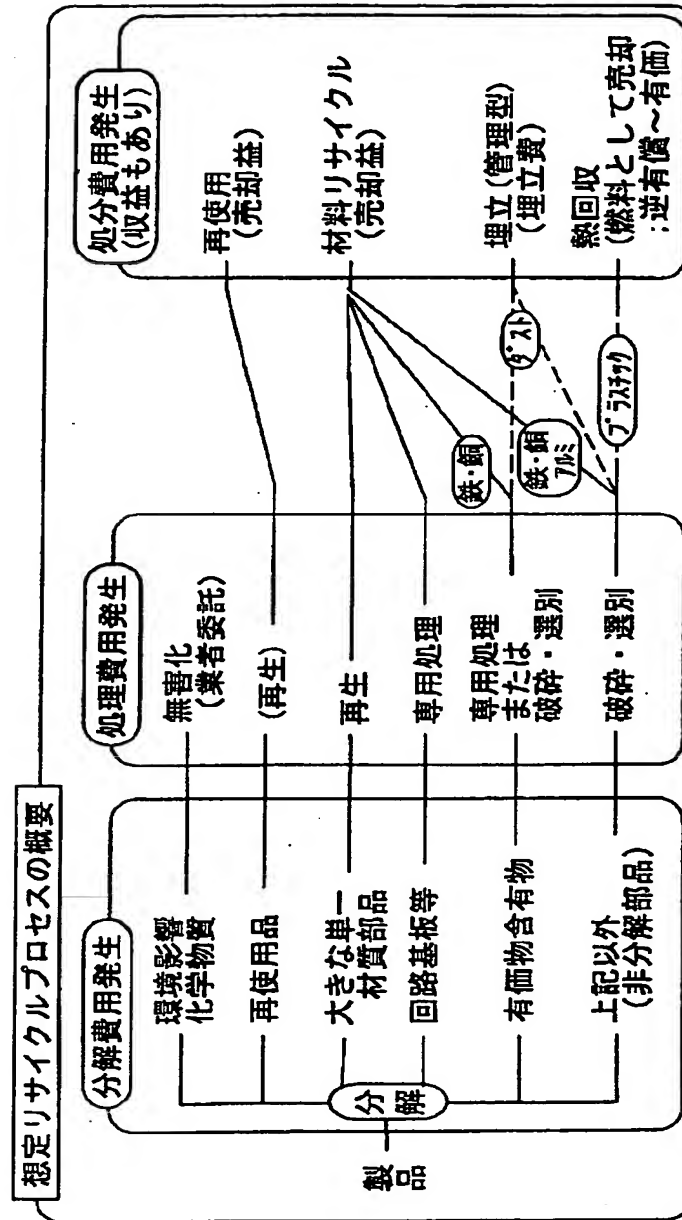 想定リサイクルプロセスの概要
製品
分解
分解費用発生
環境影響
化学物質
再使用品
大きな単一
材質部品
回路基板等
有価物含有物
上記以外
(非分解部品)
処理費用発生
無害化
(業者委託)
(再生)
再生
専用処理
専用処理
または
破砕・選別
破砕・選別
鉄・銅
鉄・銅
アルミ
ダスト
プラスチック
処分費用発生
(収益もあり)
再使用
(売却益)
材料リサイクル
(売却益)
埋立(管理型)
(埋立費)
熱回収
(燃料として売却
;逆有償~有価)